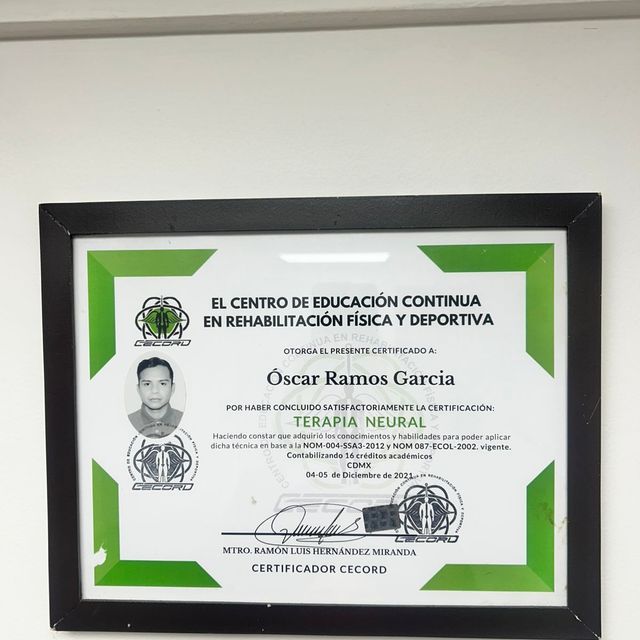 EL CENTRO DE EDUCACIÓN CONTINUA
EN REHABILITACIÓN FÍSICA Y DEPORTIVA
CECORD
OTORGA EL PRESENTE CERTIFICADO A:
Óscar Ramos Garcia
POR HABER CONCLUIDO SATISFACTORIAMENTE LA CERTIFICACIÓN:
TERAPIA NEURAL
Haciendo constar que adquirió los conocimientos y habilidades para poder aplicar
dicha técnica en base a la NOM-004-SSA3-2012 y NOM 087-ECOL-2002. vigente.
Contabilizando 16 créditos académicos
CDMX
04-05 de Diciembre de 2021
CECORD
CECORD
MTRO. RAMÓN LUIS HERNÁNDEZ MIRANDA
CERTIFICADOR CECORD